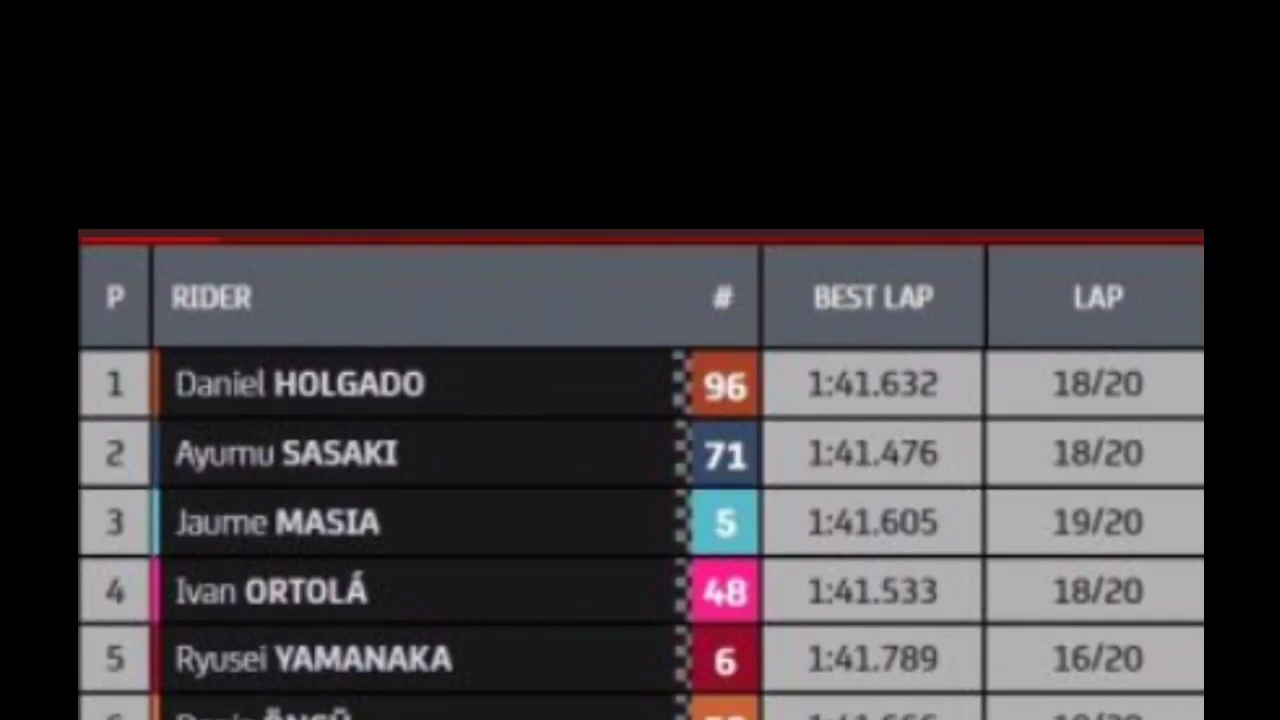 P RIDER # BEST LAP LAP
1 Daniel HOLGADO 96 1:41.632 18/20
2 Ayumu SASAKI 71 1:41.476 18/20
3 Jaume MASIA 5 1:41.605 19/20
4 Ivan ORTOLÁ 48 1:41.533 18/20
5 Ryusei YAMANAKA 6 1:41.789 16/20
ÖNCÜ